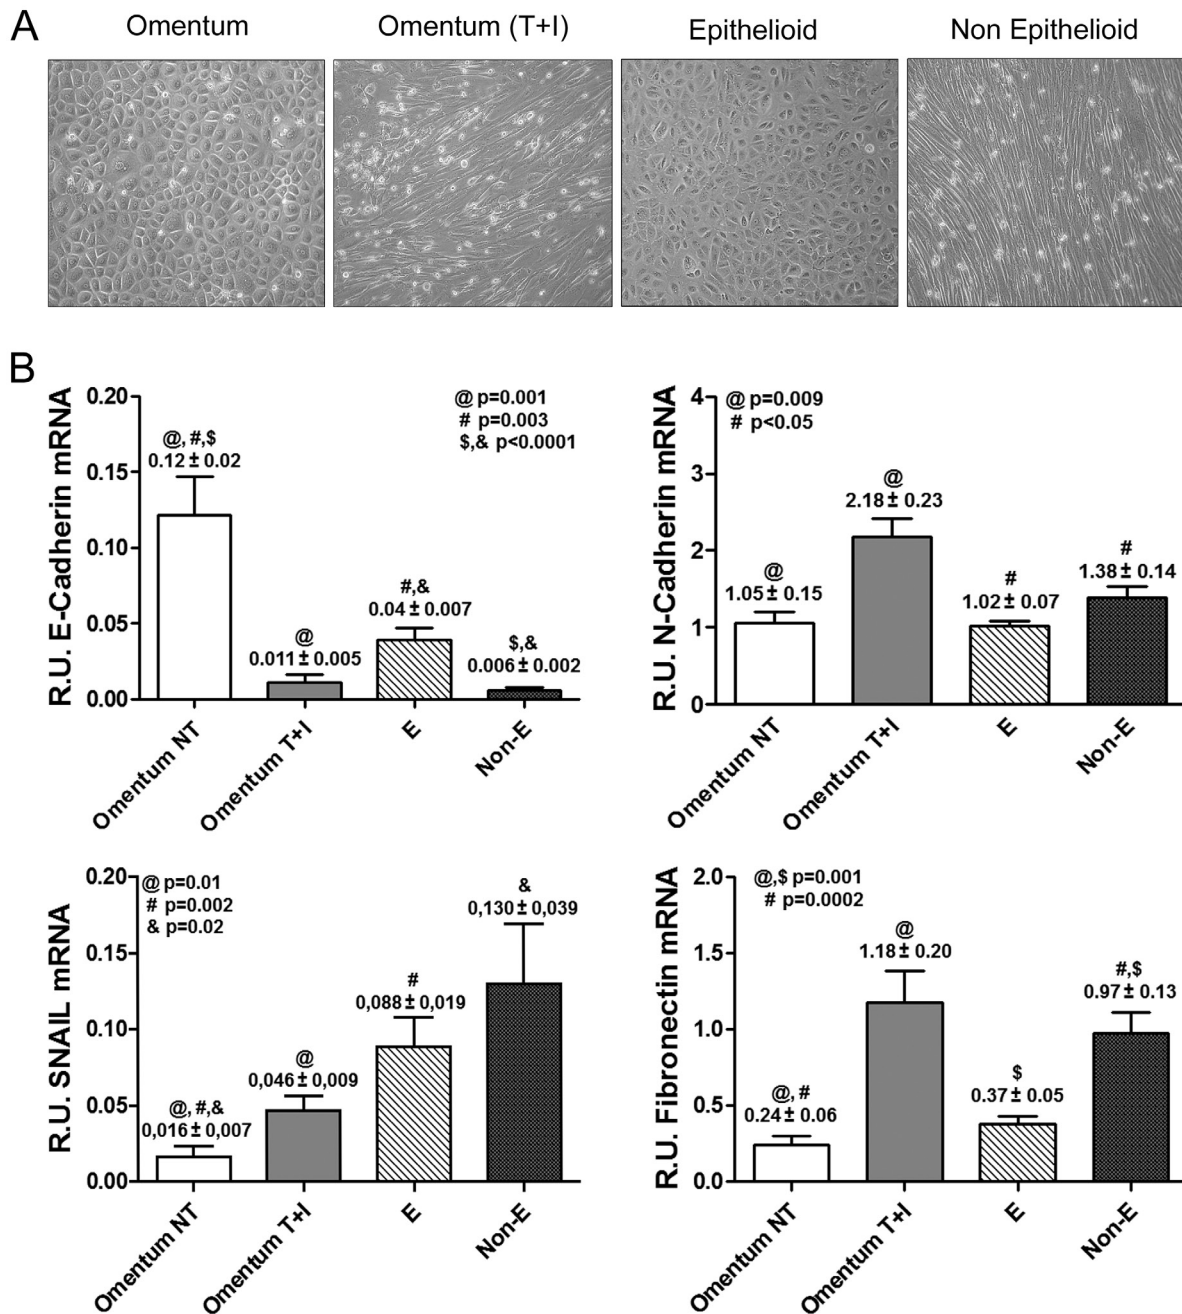 A
Omentum
Omentum (T+I)
Epithelioid
Non Epithelioid
B
R.U. E-Cadherin mRNA
0.20
0.15
0.10
0.05
0.00
@ p=0.001
# p=0.003
$,& p<0.0001
@, #,$
0.12 ± 0.02
@
0.011 ± 0.005
#,&
0.04 ± 0.007
$,&
0.006 ± 0.002
Omentum NT
Omentum T+I
E
Non-E
R.U. N-Cadherin mRNA
4
3
2
1
0
@ p=0.009
# p<0.05
@
1.05 ± 0.15
@
2.18 ± 0.23
#
1.02 ± 0.07
#
1.38 ± 0.14
Omentum NT
Omentum T+I
E
Non-E
R.U. SNAIL mRNA
0.20
0.15
0.10
0.05
0.00
@ p=0.01
# p=0.002
& p=0.02
@, #,&
0,016 ± 0,007
@
0,046 ± 0,009
#
0,088 ± 0,019
&
0,130 ± 0,039
Omentum NT
Omentum T+I
E
Non-E
R.U. Fibronectin mRNA
2.0
1.5
1.0
0.5
0.0
@,$ p=0.001
# p=0.0002
@, #
0.24 ± 0.06
@
1.18 ± 0.20
$
0.37 ± 0.05
#,$
0.97 ± 0.13
Omentum NT
Omentum T+I
E
Non-E